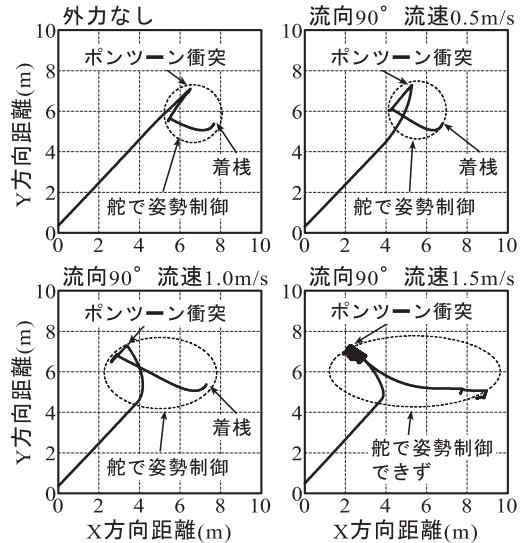 外力なし
流向90° 流速0.5m/s
10
8
6
4
2
0
Y方向距離(m)
ポンツーン衝突
着桟
舵で姿勢制御
0 2 4 6 8 10
10
8
6
4
2
0
ポンツーン衝突
着桟
舵で姿勢制御
0 2 4 6 8 10
流向90° 流速1.0m/s
流向90° 流速1.5m/s
10
8
6
4
2
0
Y方向距離(m)
ポンツーン衝突
着桟
舵で姿勢制御
0 2 4 6 8 10
X方向距離(m)
10
8
6
4
2
0
ポンツーン衝突
舵で姿勢制御
できず
0 2 4 6 8 10
X方向距離(m)